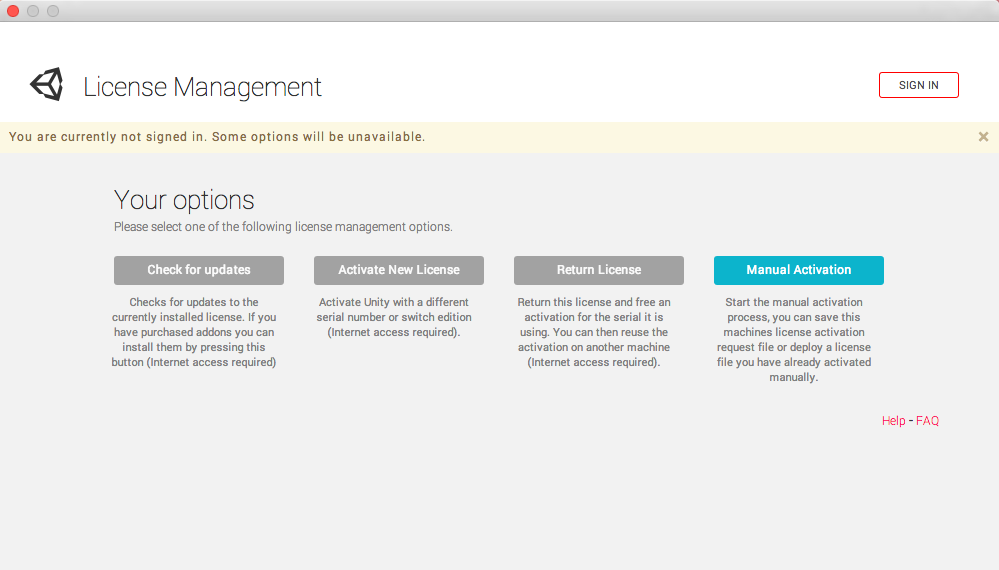 License Management
SIGN IN
You are currently not signed in. Some options will be unavailable.
×
Your options
Please select one of the following license management options.
Check for updates
Checks for updates to the
currently installed license. If you
have purchased addons you can
install them by pressing this
button (Internet access required)
Activate New License
Activate Unity with a different
serial number or switch edition
(Internet access required).
Return License
Return this license and free an
activation for the serial it is
using. You can then reuse the
activation on another machine
(Internet access required).
Manual Activation
Start the manual activation
process, you can save this
machines license activation
request file or deploy a license
file you have already activated
manually.
Help - FAQ